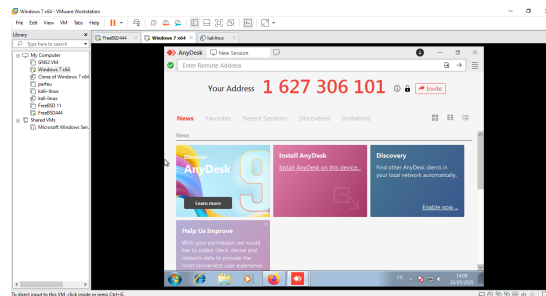 Windows 7 x64 - VMware Workstation
File Edit View VM Tabs Help
Library
Type here to search
My Computer
GNS3 VM
Windows 7 x64
Clone of Windows 7 x64
parfeu
kalli-linux
kali-linux
FreeBSD 11
FreeBSD444
Shared VMs
Microsoft Windows Serv
FreeBSD444
Windows 7 x64
kali-linux
AnyDesk
New Session
Enter Remote Address
Your Address 1 627 306 101
Invite
News Favorites Recent Sessions Discovered Invitations
News
Discover
AnyDesk
9
Learn more
Install AnyDesk
Install AnyDesk on this device...
Discovery
Find other AnyDesk clients in
your local network automatically.
Enable now...
Help Us Improve
With your permission, we would
like to collect client, device and
network data to provide the
most convenient user experience.
FR
14:09
24/05/2025
To direct input to this VM, click inside or press Ctrl+G.